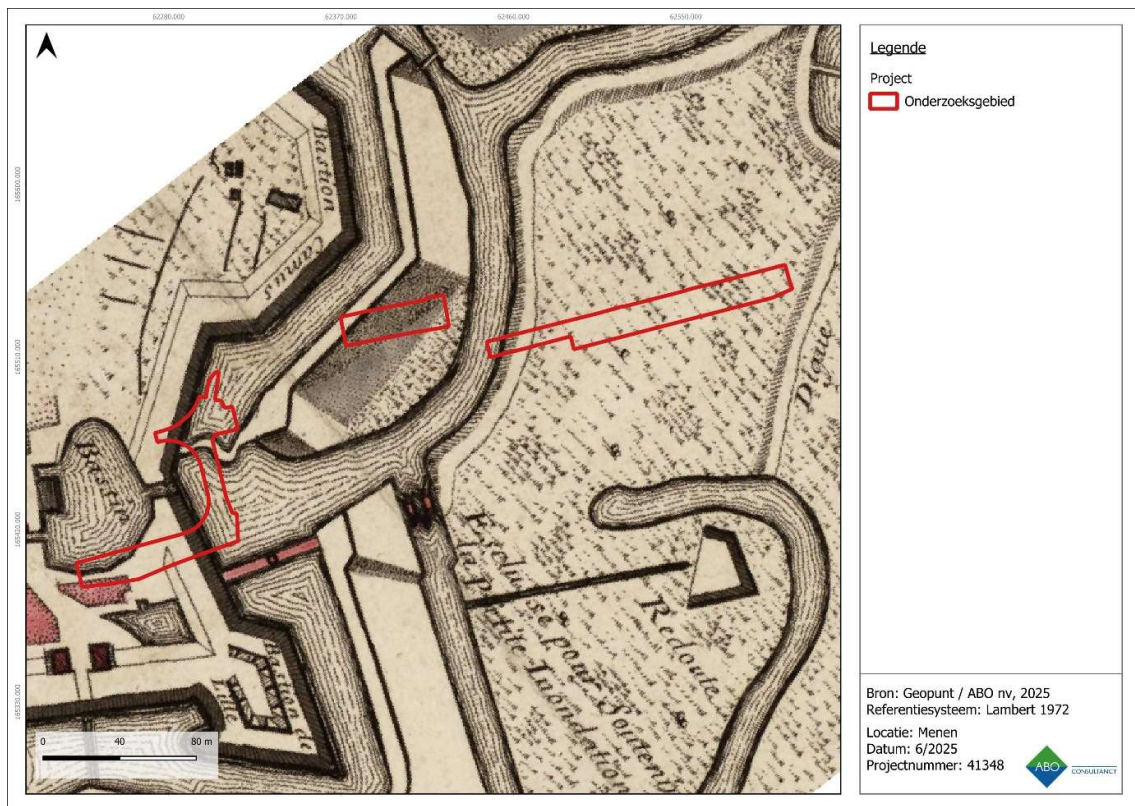 62280.000 62370.000 62460.000 62550.000
165600.000
165510.000
165420.000
165330.000
Bastion
Camus
Bastion
Bastion de
lille
Ecluse pour soutenir
la Petite Inondation
Redoute
Digue
0 40 80 m
Legende
Project
Onderzoeksgebied
Bron: Geopunt / ABO nv, 2025
Referentiesysteem: Lambert 1972
Locatie: Menen
Datum: 6/2025
Projectnummer: 41348
ABO CONSULTANCY